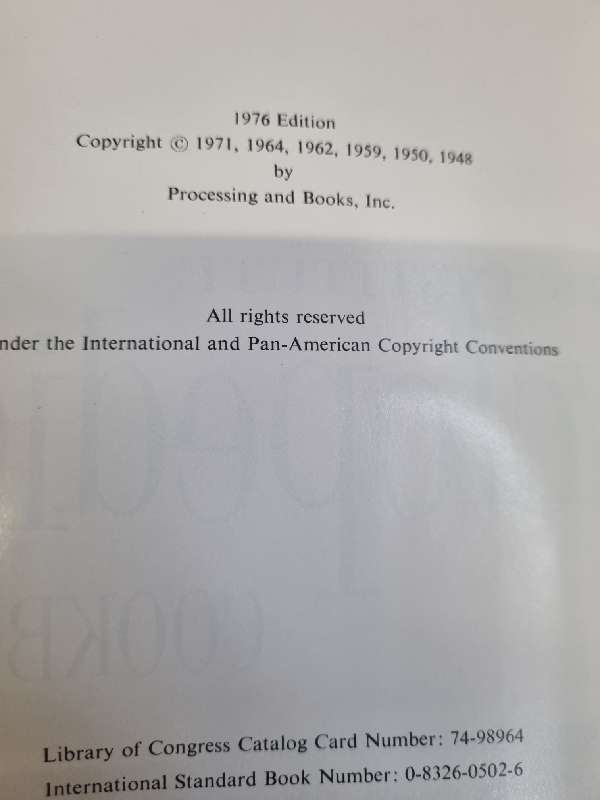 1976 Edition
Copyright © 1971, 1964, 1962, 1959, 1950, 1948
by
Processing and Books, Inc.
All rights reserved
nder the International and Pan-American Copyright Conventions
COOKB
Library of Congress Catalog Card Number: 74-98964
International Standard Book Number: 0-8326-0502-6